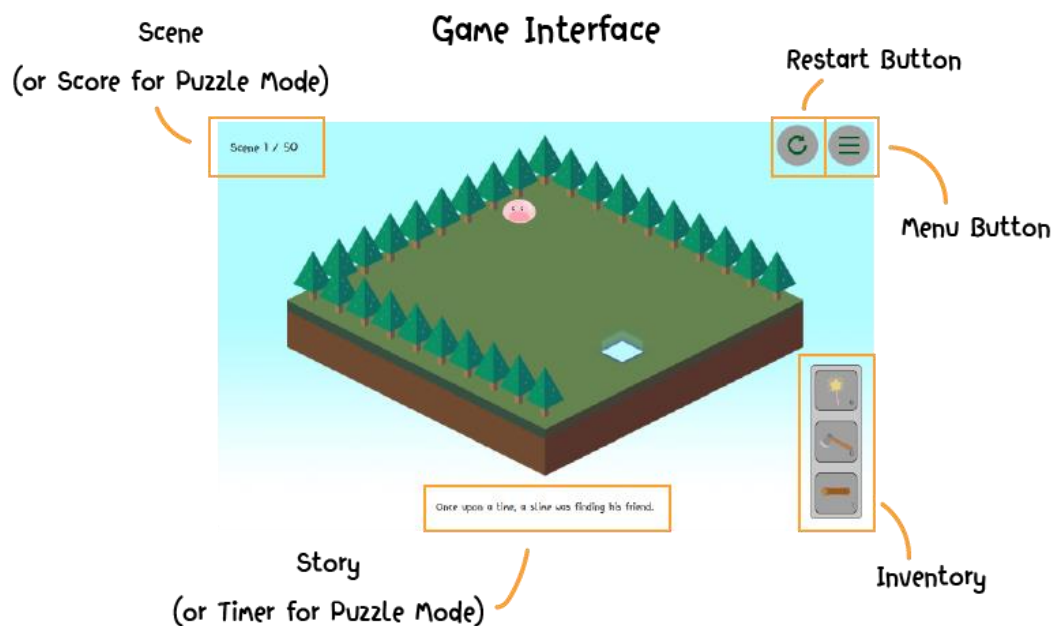 Game Interface
Scene
(or Score for Puzzle Mode)
Restart Button
Scene 1 / 50
Menu Button
Once upon a time, a slime was finding his friend.
Story
(or Timer for Puzzle Mode)
Inventory